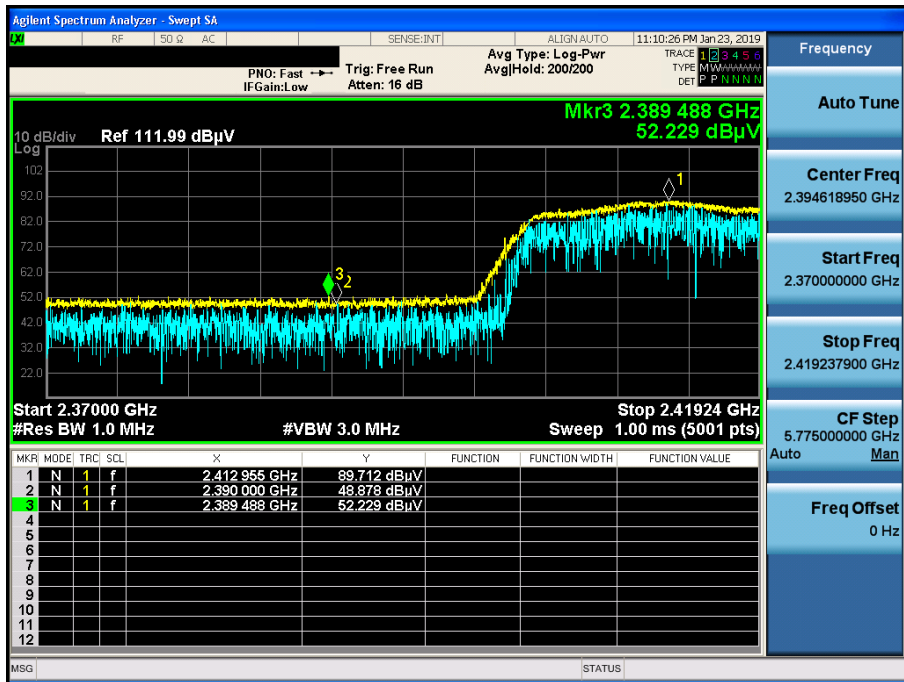 Agilent Spectrum Analyzer - Swept SA
LXI RF 50 Ω AC SENSE:INT ALIGN AUTO 11:10:26 PM Jan 23, 2019
PNO: Fast Trig: Free Run Avg Type: Log-Pwr TRACE 1 2 3 4 5 6
IFGain:Low Atten: 16 dB Avg|Hold: 200/200 TYPE M WWWWW
DET P P N N N N
Mkr3 2.389 488 GHz
52.229 dBµV
10 dB/div Ref 111.99 dBµV
Log
102
92.0
82.0
72.0
62.0
52.0
42.0
32.0
22.0
1
3
2
Start 2.37000 GHz Stop 2.41924 GHz
#Res BW 1.0 MHz #VBW 3.0 MHz Sweep 1.00 ms (5001 pts)
MKR MODE TRC SCL X Y FUNCTION FUNCTION WIDTH FUNCTION VALUE
1 N 1 f 2.412 955 GHz 89.712 dBµV
2 N 1 f 2.390 000 GHz 48.878 dBµV
3 N 1 f 2.389 488 GHz 52.229 dBµV
4
5
6
7
8
9
10
11
12
MSG STATUS
Frequency
Auto Tune
Center Freq
2.394618950 GHz
Start Freq
2.370000000 GHz
Stop Freq
2.419237900 GHz
CF Step
5.775000000 GHz
Auto Man
Freq Offset
0 Hz